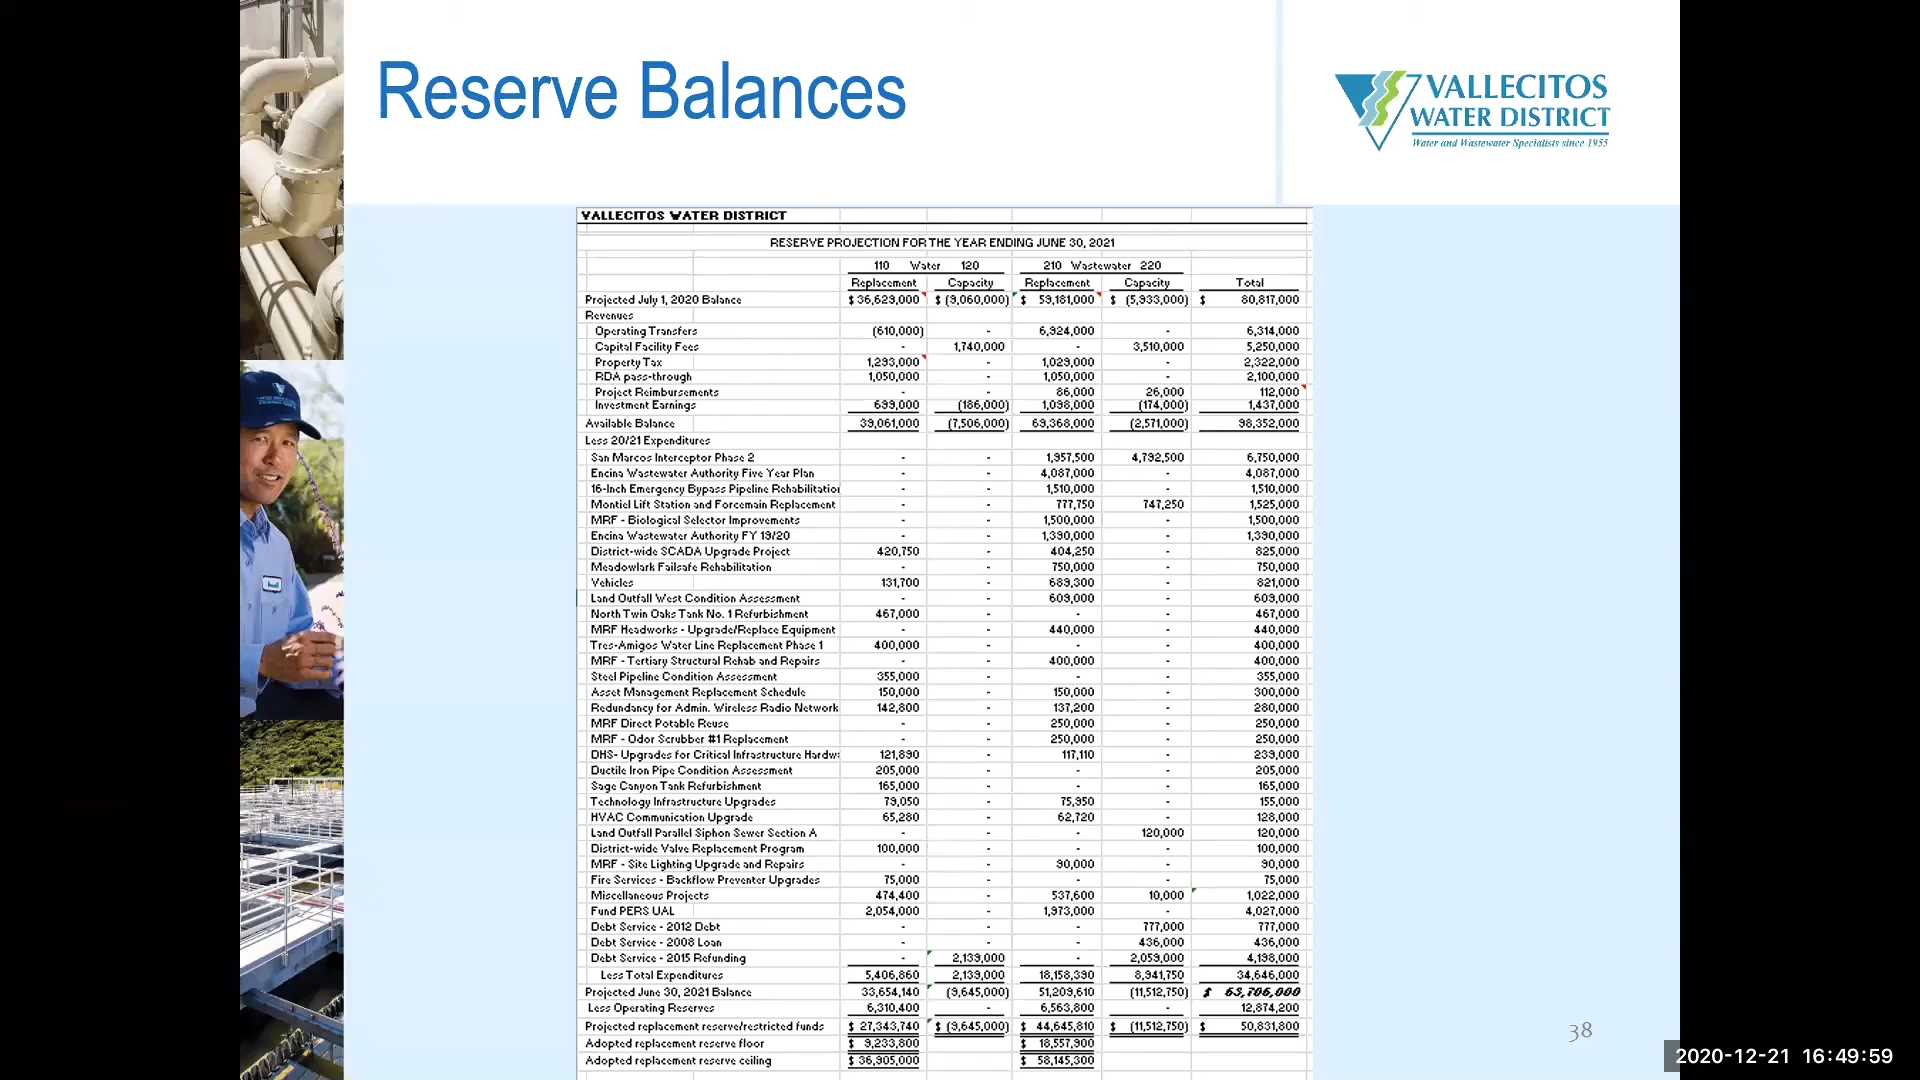 Reserve Balances
VALLECITOS
WATER DISTRICT
Water and Wastewater Specialists since 1955
VALLECITOS WATER DISTRICT
RESERVE PROJECTION FOR THE YEAR ENDING JUNE 30, 2021
110 Water 120 210 Wastewater 220
Replacement Capacity Replacement Capacity Total
Projected July 1, 2020 Balance $ 36,629,000 $ (9,060,000) $ 59,181,000 $ (5,933,000) $ 80,817,000
Revenues
Operating Transfers (610,000) - 6,924,000 - 6,314,000
Capital Facility Fees - 1,740,000 - 3,510,000 5,250,000
Property Tax 1,293,000 - 1,029,000 - 2,322,000
RDA pass-through 1,050,000 - 1,050,000 - 2,100,000
Project Reimbursements - - 86,000 26,000 112,000
Investment Earnings 699,000 (186,000) 1,098,000 (174,000) 1,437,000
Available Balance 39,061,000 (7,506,000) 69,368,000 (2,571,000) 98,352,000
Less 20/21 Expenditures
San Marcos Interceptor Phase 2 - - 1,957,500 4,792,500 6,750,000
Encina Wastewater Authority Five Year Plan - - 4,087,000 - 4,087,000
16-Inch Emergency Bypass Pipeline Rehabilitation - - 1,510,000 - 1,510,000
Montiel Lift Station and Forcemain Replacement - - 777,750 747,250 1,525,000
MRF - Biological Selector Improvements - - 1,500,000 - 1,500,000
Encina Wastewater Authority FY 19/20 - - 1,390,000 - 1,390,000
District-wide SCADA Upgrade Project 420,750 - 404,250 - 825,000
Meadowlark Failsafe Rehabilitation - - 750,000 - 750,000
Vehicles 131,700 - 689,300 - 821,000
Land Outfall West Condition Assessment - - 609,000 - 609,000
North Twin Oaks Tank No. 1 Refurbishment 467,000 - - - 467,000
MRF Headworks - Upgrade/Replace Equipment - - 440,000 - 440,000
Tres-Amigos Water Line Replacement Phase 1 400,000 - - - 400,000
MRF - Tertiary Structural Rehab and Repairs - - 400,000 - 400,000
Steel Pipeline Condition Assessment 355,000 - - - 355,000
Asset Management Replacement Schedule 150,000 - 150,000 - 300,000
Redundancy for Admin. Wireless Radio Network 142,800 - 137,200 - 280,000
MRF Direct Potable Reuse - - 250,000 - 250,000
MRF - Odor Scrubber #1 Replacement - - 250,000 - 250,000
DHS- Upgrades for Critical Infrastructure Hardw 121,890 - 117,110 - 239,000
Ductile Iron Pipe Condition Assessment 205,000 - - - 205,000
Sage Canyon Tank Refurbishment 165,000 - - - 165,000
Technology Infrastructure Upgrades 79,050 - 75,950 - 155,000
HVAC Communication Upgrade 65,280 - 62,720 - 128,000
Land Outfall Parallel Siphon Sewer Section A - - - 120,000 120,000
District-wide Valve Replacement Program 100,000 - - - 100,000
MRF - Site Lighting Upgrade and Repairs - - 90,000 - 90,000
Fire Services - Backflow Preventer Upgrades 75,000 - - - 75,000
Miscellaneous Projects 474,400 - 537,600 10,000 1,022,000
Fund PERS UAL 2,054,000 - 1,973,000 - 4,027,000
Debt Service - 2012 Debt - - - 777,000 777,000
Debt Service - 2008 Loan - - - 436,000 436,000
Debt Service - 2015 Refunding - 2,139,000 - 2,059,000 4,198,000
Less Total Expenditures 5,406,860 2,139,000 18,158,390 8,941,750 34,646,000
Projected June 30, 2021 Balance 33,654,140 (9,645,000) 51,209,610 (11,512,750) $ 63,706,000
Less Operating Reserves 6,310,400 - 6,563,800 - 12,874,200
Projected replacement reserve/restricted funds $ 27,343,740 $ (9,645,000) $ 44,645,810 $ (11,512,750) $ 50,831,800
Adopted replacement reserve floor $ 9,233,800 $ 18,557,900
Adopted replacement reserve ceiling $ 36,905,000 $ 58,145,300
38
2020-12-21 16:49:59